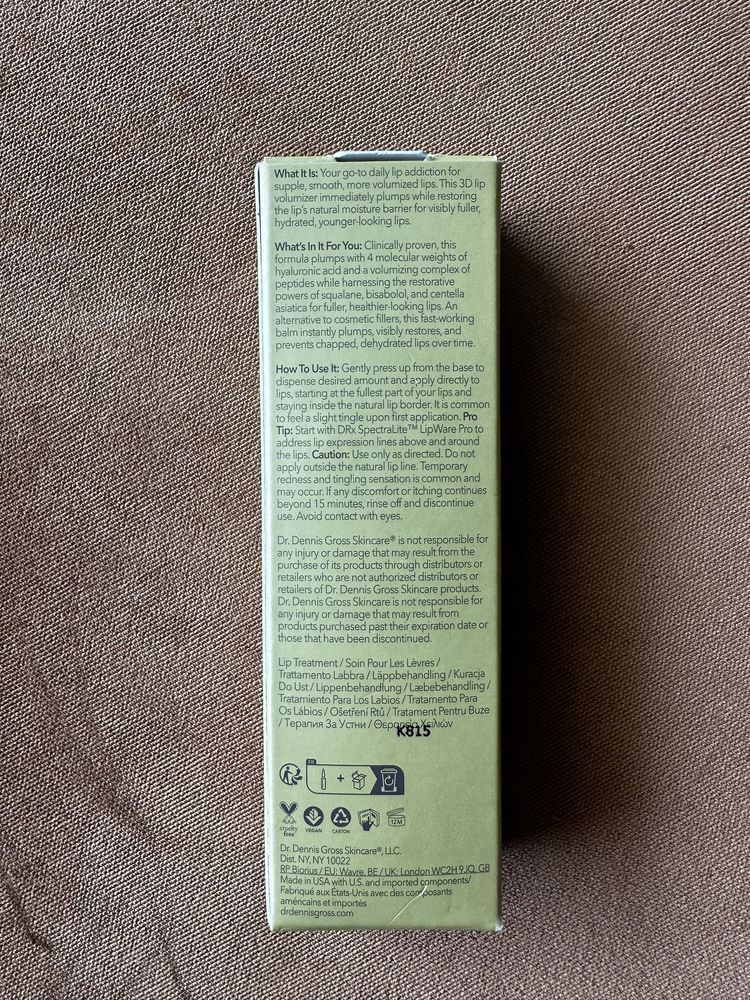 What It Is: Your go-to daily lip addiction for
supple, smooth, more volumized lips. This 3D lip
volumizer immediately plumps while restoring
the lip's natural moisture barrier for visibly fuller,
hydrated, younger-looking lips.
What's In It For You: Clinically proven, this
formula plumps with 4 molecular weights of
hyaluronic acid and a volumizing complex of
peptides while harnessing the restorative
powers of squalane, bisabolol, and centella
asiatica for fuller, healthier-looking lips. An
alternative to cosmetic fillers, this fast-working
balm instantly plumps, visibly restores, and
prevents chapped, dehydrated lips over time.
How To Use It: Gently press up from the base to
dispense desired amount and apply directly to
lips, starting at the fullest part of your lips and
staying inside the natural lip border. It is common
to feel a slight tingle upon first application. Pro
Tip: Start with DRx SpectraLite™ LipWare Pro to
address lip expression lines above and around
the lips. Caution: Use only as directed. Do not
apply outside the natural lip line. Temporary
redness and tingling sensation is common and
may occur. If any discomfort or itching continues
beyond 15 minutes, rinse off and discontinue
use. Avoid contact with eyes.
Dr. Dennis Gross Skincare® is not responsible for
any injury or damage that may result from the
purchase of its products through distributors or
retailers who are not authorized distributors or
retailers of Dr. Dennis Gross Skincare products.
Dr. Dennis Gross Skincare is not responsible for
any injury or damage that may result from
products purchased past their expiration date or
those that have been discontinued.
Lip Treatment / Soin Pour Les Lèvres /
Trattamento Labbra / Läppbehandling / Kuracja
Do Ust / Lippenbehandlung / Læbebehandling /
Tratamiento Para Los Labios / Tratamento Para
Os Lábios / Ošetření Rtů / Tratament Pentru Buze
/ Терапия За Устни / Θεραπεία Χειλιών
K815
FR
+
cruelty
free
VEGAN
CARTON
12M
Dr. Dennis Gross Skincare®, LLC.
Dist. NY, NY 10022
RP Biorius / EU: Wavre, BE / UK: London WC2H 9JQ, GB
Made in USA with U.S. and imported components/
Fabriqué aux États-Unis avec des composants
américains et importés
drdennisgross.com